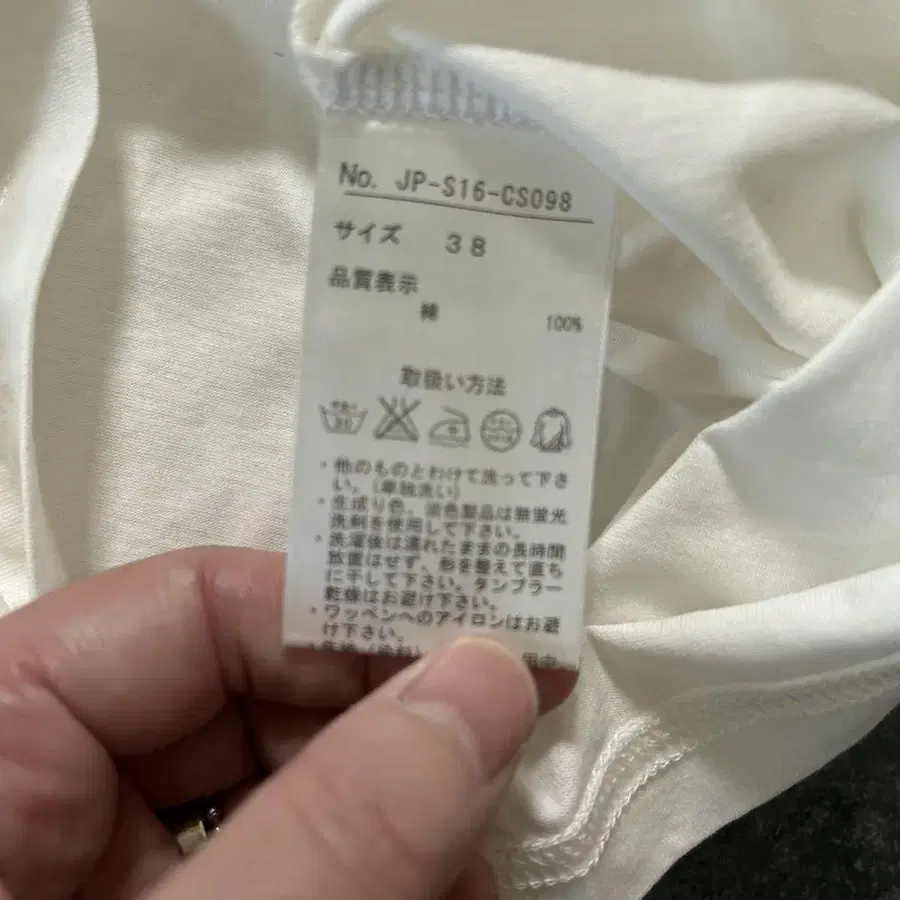 No. JP-S16-CS098
サイズ 38
品質表示
綿 100%
取扱い方法
・他のものとわけて洗って下さ
い。(単独洗い)
・生成り色、淡色製品は無蛍光
洗剤を使用して下さい。
・洗濯後は濡れたままの長時間
放置はせず、形を整えて直ち
に干して下さい。タンブラー
乾燥はお避け下さい。
・ワッペンへのアイロンはお避
け下さい。